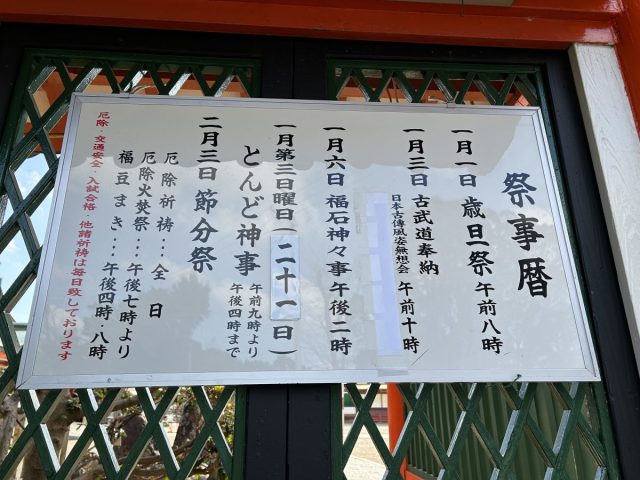 祭事暦
一月一日 歳旦祭 午前八時
一月三日 古武道奉納
日本古傳風姿無想会 午前十時
一月六日 福石神々事 午後二時
一月第三日曜日(二十一日)
とんど神事 午前九時より
午後四時まで
二月三日 節分祭
厄除祈祷…全日
厄除火焚祭…午後七時より
福豆まき…午後四時・八時
厄除・交通安全・入試合格・他諸祈祷は毎日致しております